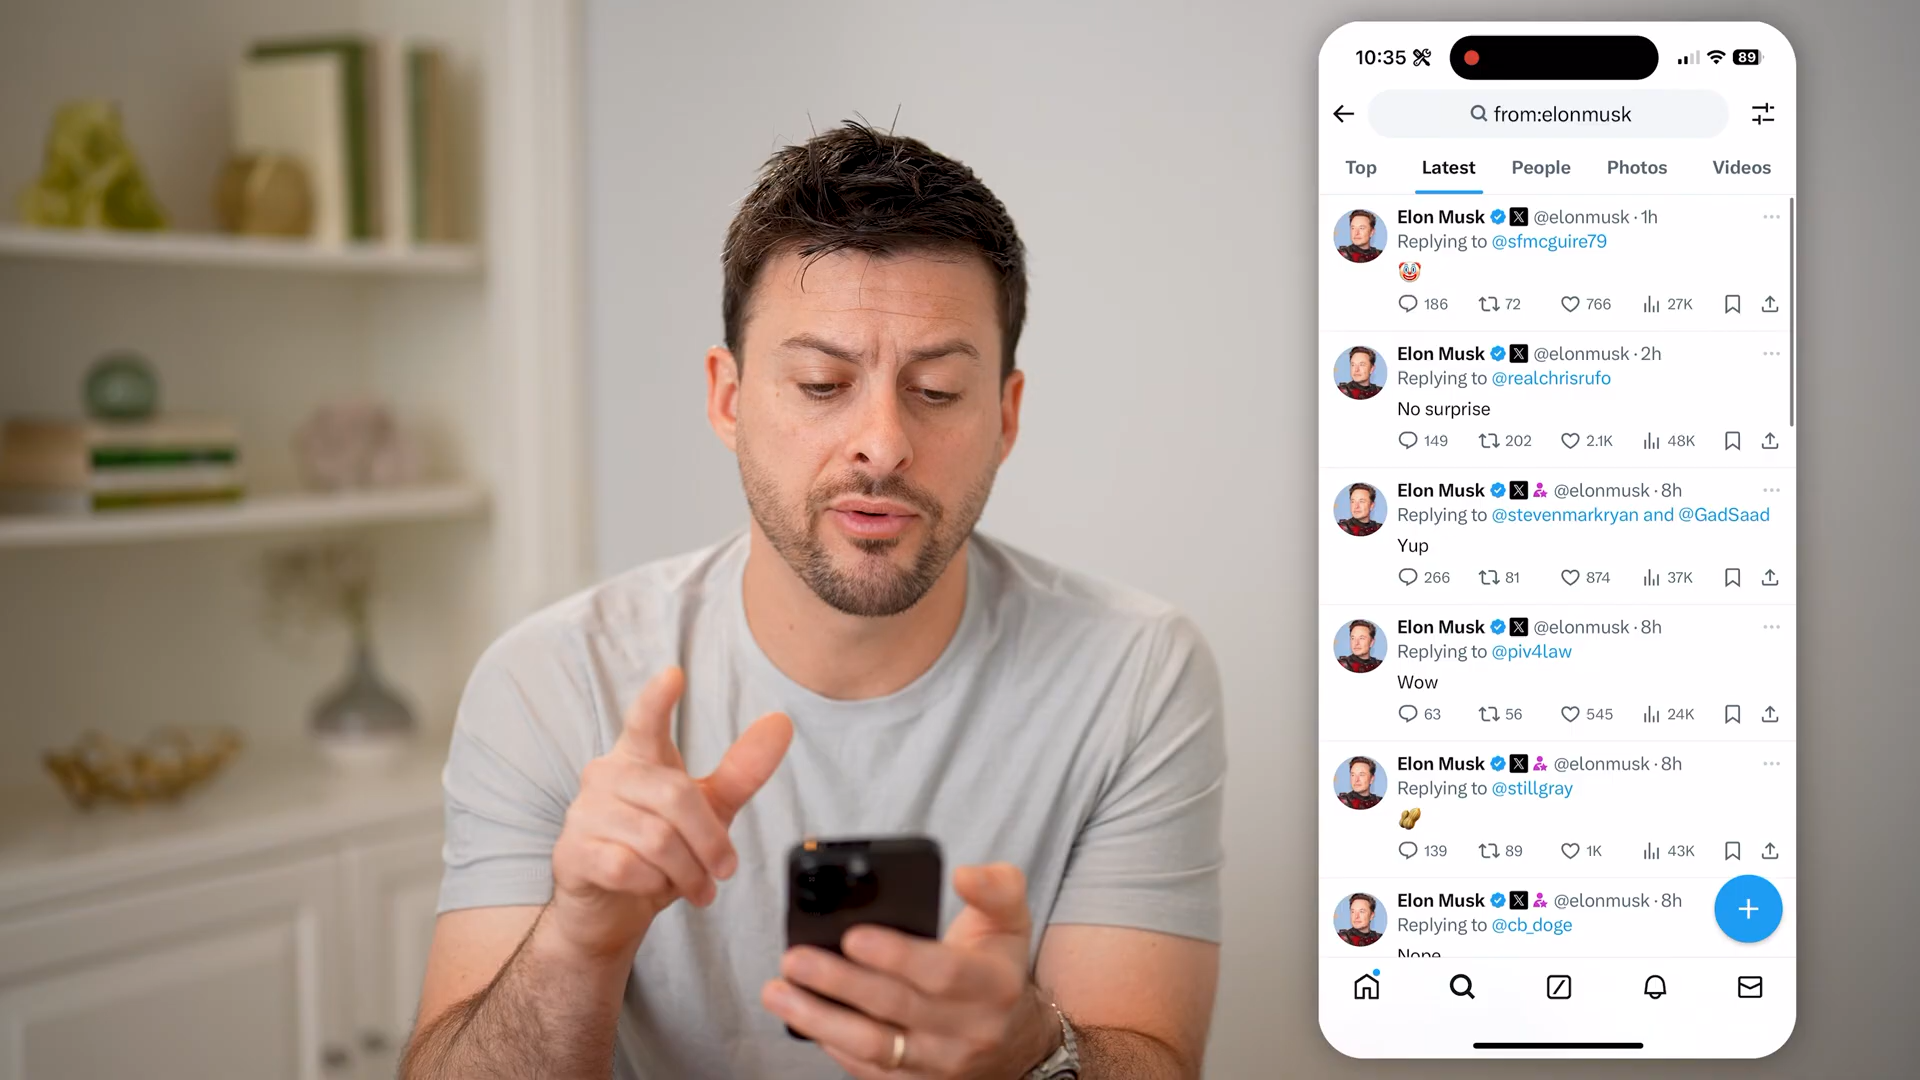 10:35
89
from:elonmusk
Top Latest People Photos Videos
Elon Musk @elonmusk · 1h
Replying to @sfmcguire79
🤡
186 72 766 27K
Elon Musk @elonmusk · 2h
Replying to @realchrisrufo
No surprise
149 202 2.1K 48K
Elon Musk @elonmusk · 8h
Replying to @stevenmarkryan and @GadSaad
Yup
266 81 874 37K
Elon Musk @elonmusk · 8h
Replying to @piv4law
Wow
63 56 545 24K
Elon Musk @elonmusk · 8h
Replying to @stillgray
🥜
139 89 1K 43K
Elon Musk @elonmusk · 8h
Replying to @cb_doge
Nope